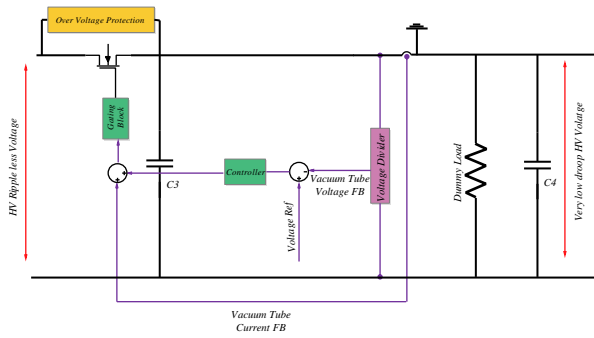 Over Voltage Protection
HV Ripple less Voltage
Gating
Block
C3
Controller
Voltage Ref
Vacuum Tube
Voltage FB
Voltage Divider
Dummy Load
C4
Very low droop HV Volatge
Vacuum Tube
Current FB
+
+
+
-